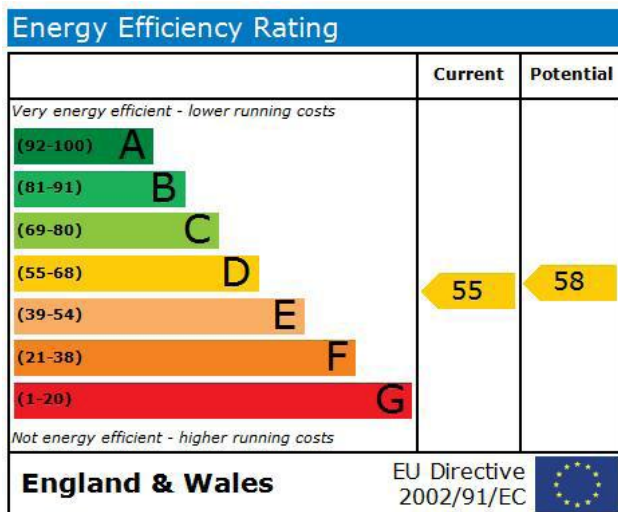 Energy Efficiency Rating
Current Potential
Very energy efficient - lower running costs
(92-100) A
(81-91) B
(69-80) C
(55-68) D
55 58
(39-54) E
(21-38) F
(1-20) G
Not energy efficient - higher running costs
England & Wales
EU Directive
2002/91/EC